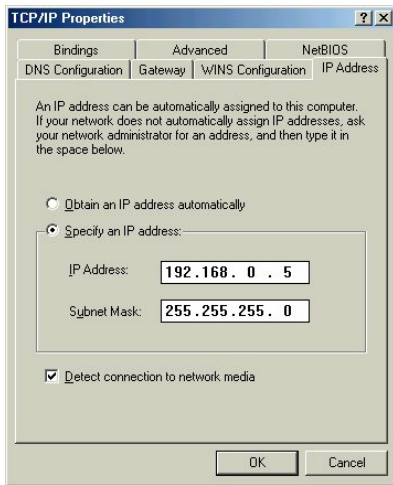 TCP/IP Properties
? X
Bindings Advanced NetBIOS
DNS Configuration Gateway WINS Configuration IP Address
An IP address can be automatically assigned to this computer.
If your network does not automatically assign IP addresses, ask
your network administrator for an address, and then type it in
the space below.
Obtain an IP address automatically
Specify an IP address:
IP Address: 192.168. 0 . 5
Subnet Mask: 255.255.255. 0
Detect connection to network media
OK Cancel